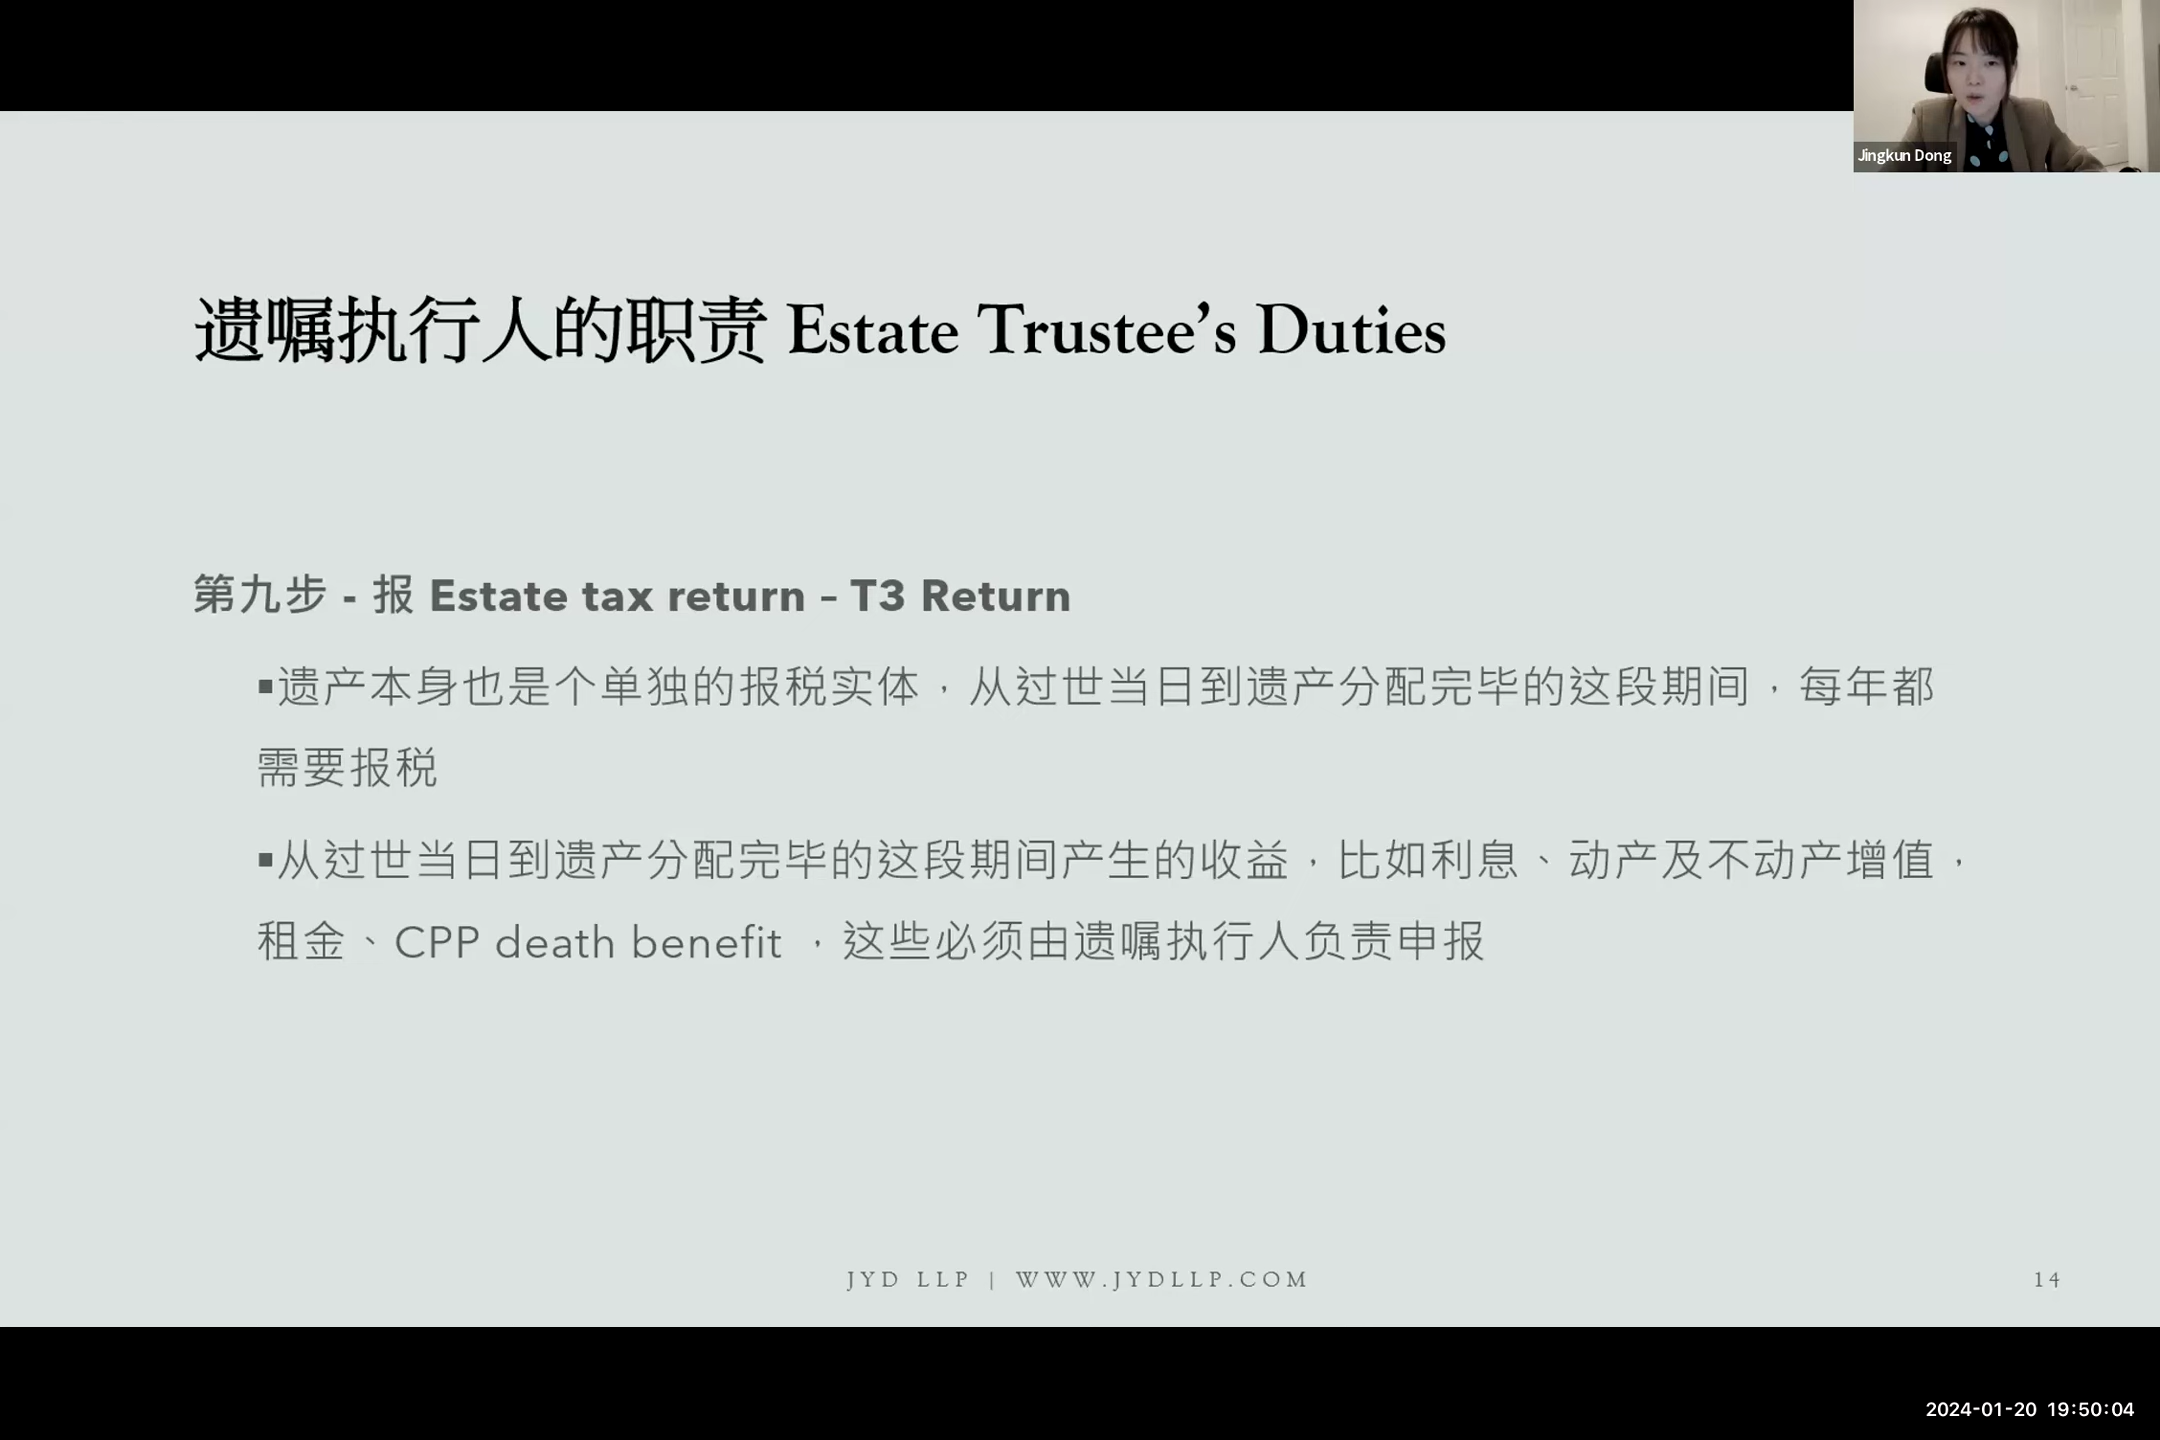 Jingkun Dong
遗嘱执行人的职责 Estate Trustee’s Duties
第九步 - 报 Estate tax return – T3 Return
▪遗产本身也是个单独的报税实体，从过世当日到遗产分配完毕的这段期间，每年都
需要报税
▪从过世当日到遗产分配完毕的这段期间产生的收益，比如利息、动产及不动产增值，
租金、CPP death benefit ，这些必须由遗嘱执行人负责申报
JYD LLP | WWW.JYDLLP.COM
14
2024-01-20 19:50:04